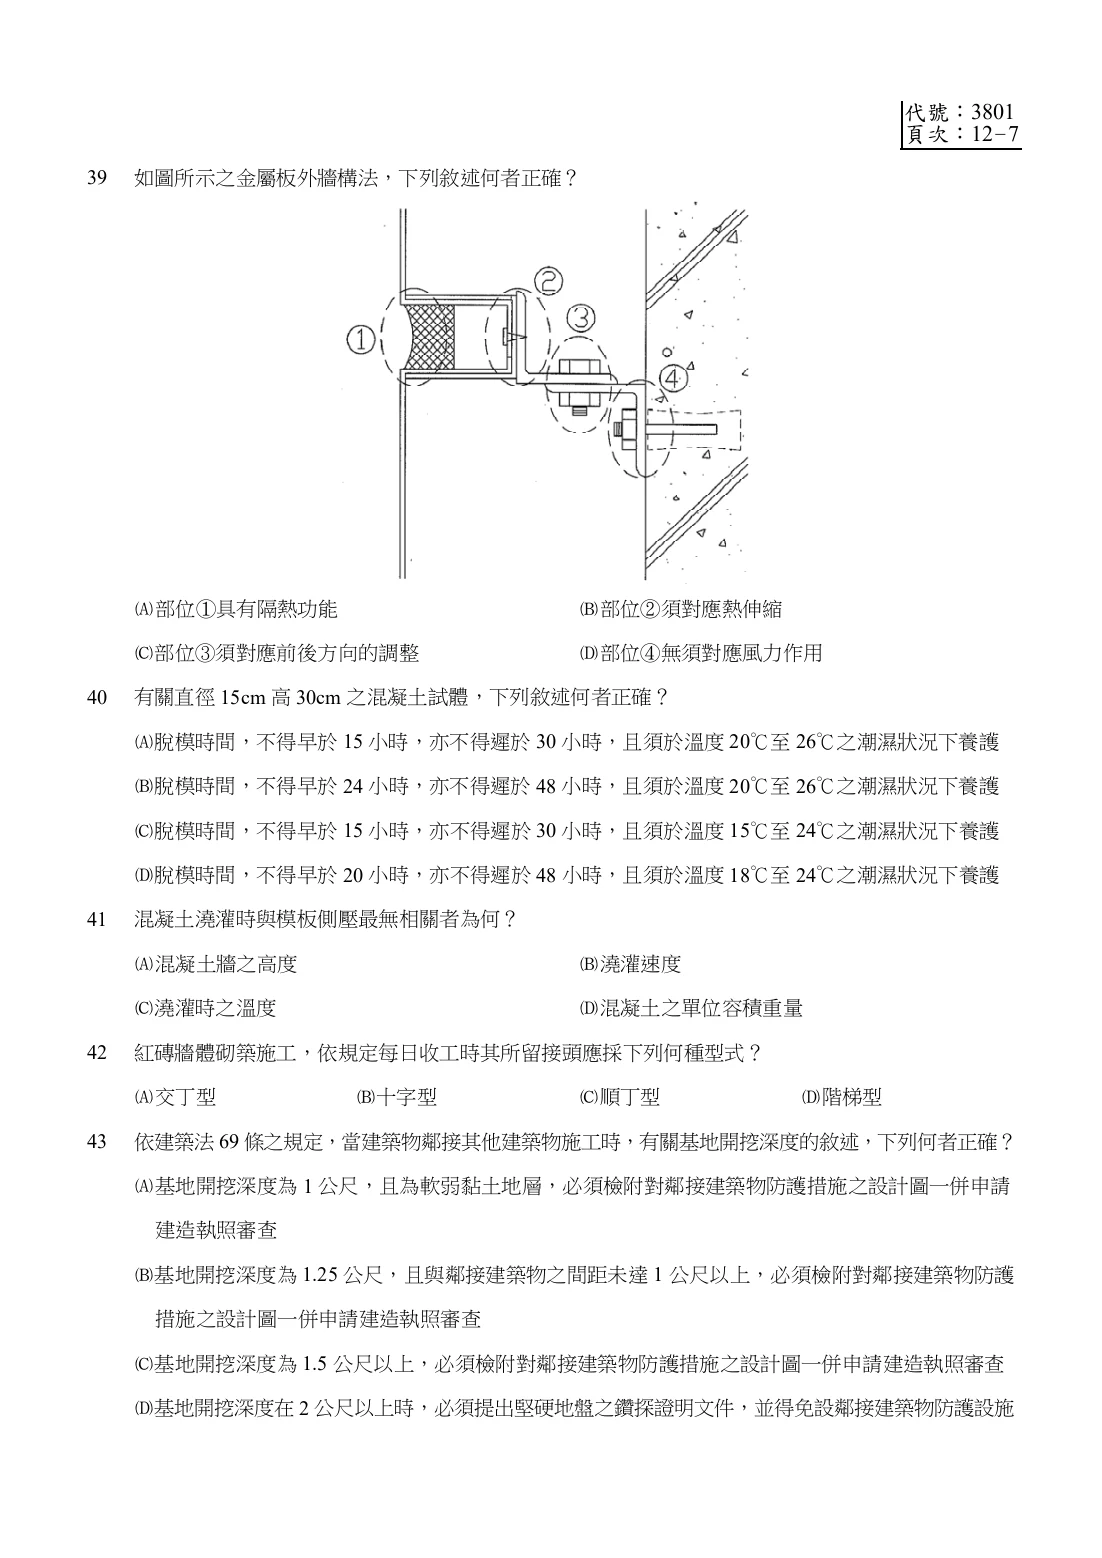 代號：3801
頁次：12－7
39 如圖所示之金屬板外牆構法，下列敘述何者正確？
②
③
①
④
(A)部位①具有隔熱功能 (B)部位②須對應熱伸縮
(C)部位③須對應前後方向的調整 (D)部位④無須對應風力作用
40 有關直徑 15cm 高 30cm 之混凝土試體，下列敘述何者正確？
(A)脫模時間，不得早於 15 小時，亦不得遲於 30 小時，且須於溫度 20℃至 26℃之潮濕狀況下養護
(B)脫模時間，不得早於 24 小時，亦不得遲於 48 小時，且須於溫度 20℃至 26℃之潮濕狀況下養護
(C)脫模時間，不得早於 15 小時，亦不得遲於 30 小時，且須於溫度 15℃至 24℃之潮濕狀況下養護
(D)脫模時間，不得早於 20 小時，亦不得遲於 48 小時，且須於溫度 18℃至 24℃之潮濕狀況下養護
41 混凝土澆灌時與模板側壓最無相關者為何？
(A)混凝土牆之高度 (B)澆灌速度
(C)澆灌時之溫度 (D)混凝土之單位容積重量
42 紅磚牆體砌築施工，依規定每日收工時其所留接頭應採下列何種型式？
(A)交丁型 (B)十字型 (C)順丁型 (D)階梯型
43 依建築法 69 條之規定，當建築物鄰接其他建築物施工時，有關基地開挖深度的敘述，下列何者正確？
(A)基地開挖深度為 1 公尺，且為軟弱黏土地層，必須檢附對鄰接建築物防護措施之設計圖一併申請
建造執照審查
(B)基地開挖深度為 1.25 公尺，且與鄰接建築物之間距未達 1 公尺以上，必須檢附對鄰接建築物防護
措施之設計圖一併申請建造執照審查
(C)基地開挖深度為 1.5 公尺以上，必須檢附對鄰接建築物防護措施之設計圖一併申請建造執照審查
(D)基地開挖深度在 2 公尺以上時，必須提出堅硬地盤之鑽探證明文件，並得免設鄰接建築物防護設施